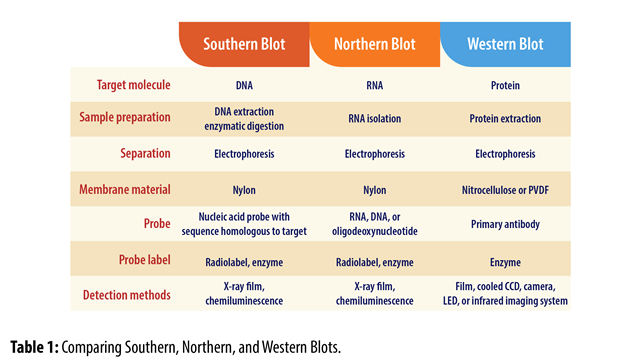 Southern Blot Northern Blot Western Blot
Target molecule DNA RNA Protein
Sample preparation DNA extraction enzymatic digestion RNA isolation Protein extraction
Separation Electrophoresis Electrophoresis Electrophoresis
Membrane material Nylon Nylon Nitrocellulose or PVDF
Probe Nucleic acid probe with sequence homologous to target RNA, DNA, or oligodeoxynucleotide Primary antibody
Probe label Radiolabel, enzyme Radiolabel, enzyme Enzyme
Detection methods X-ray film, chemiluminescence X-ray film, chemiluminescence Film, cooled CCD, camera, LED, or infrared imaging system
Table 1: Comparing Southern, Northern, and Western Blots.